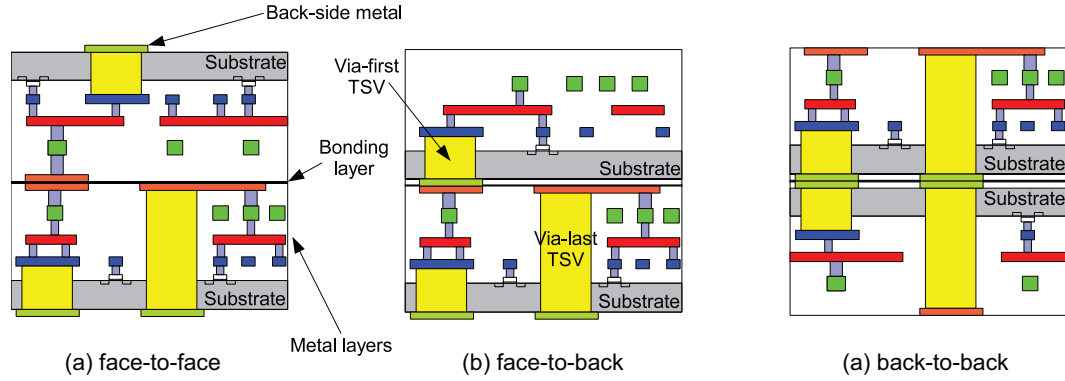 Back-side metal
Substrate
Bonding
layer
Substrate
Metal layers
(a) face-to-face
Via-first
TSV
Substrate
Via-last
TSV
Substrate
(b) face-to-back
Substrate
Substrate
(a) back-to-back